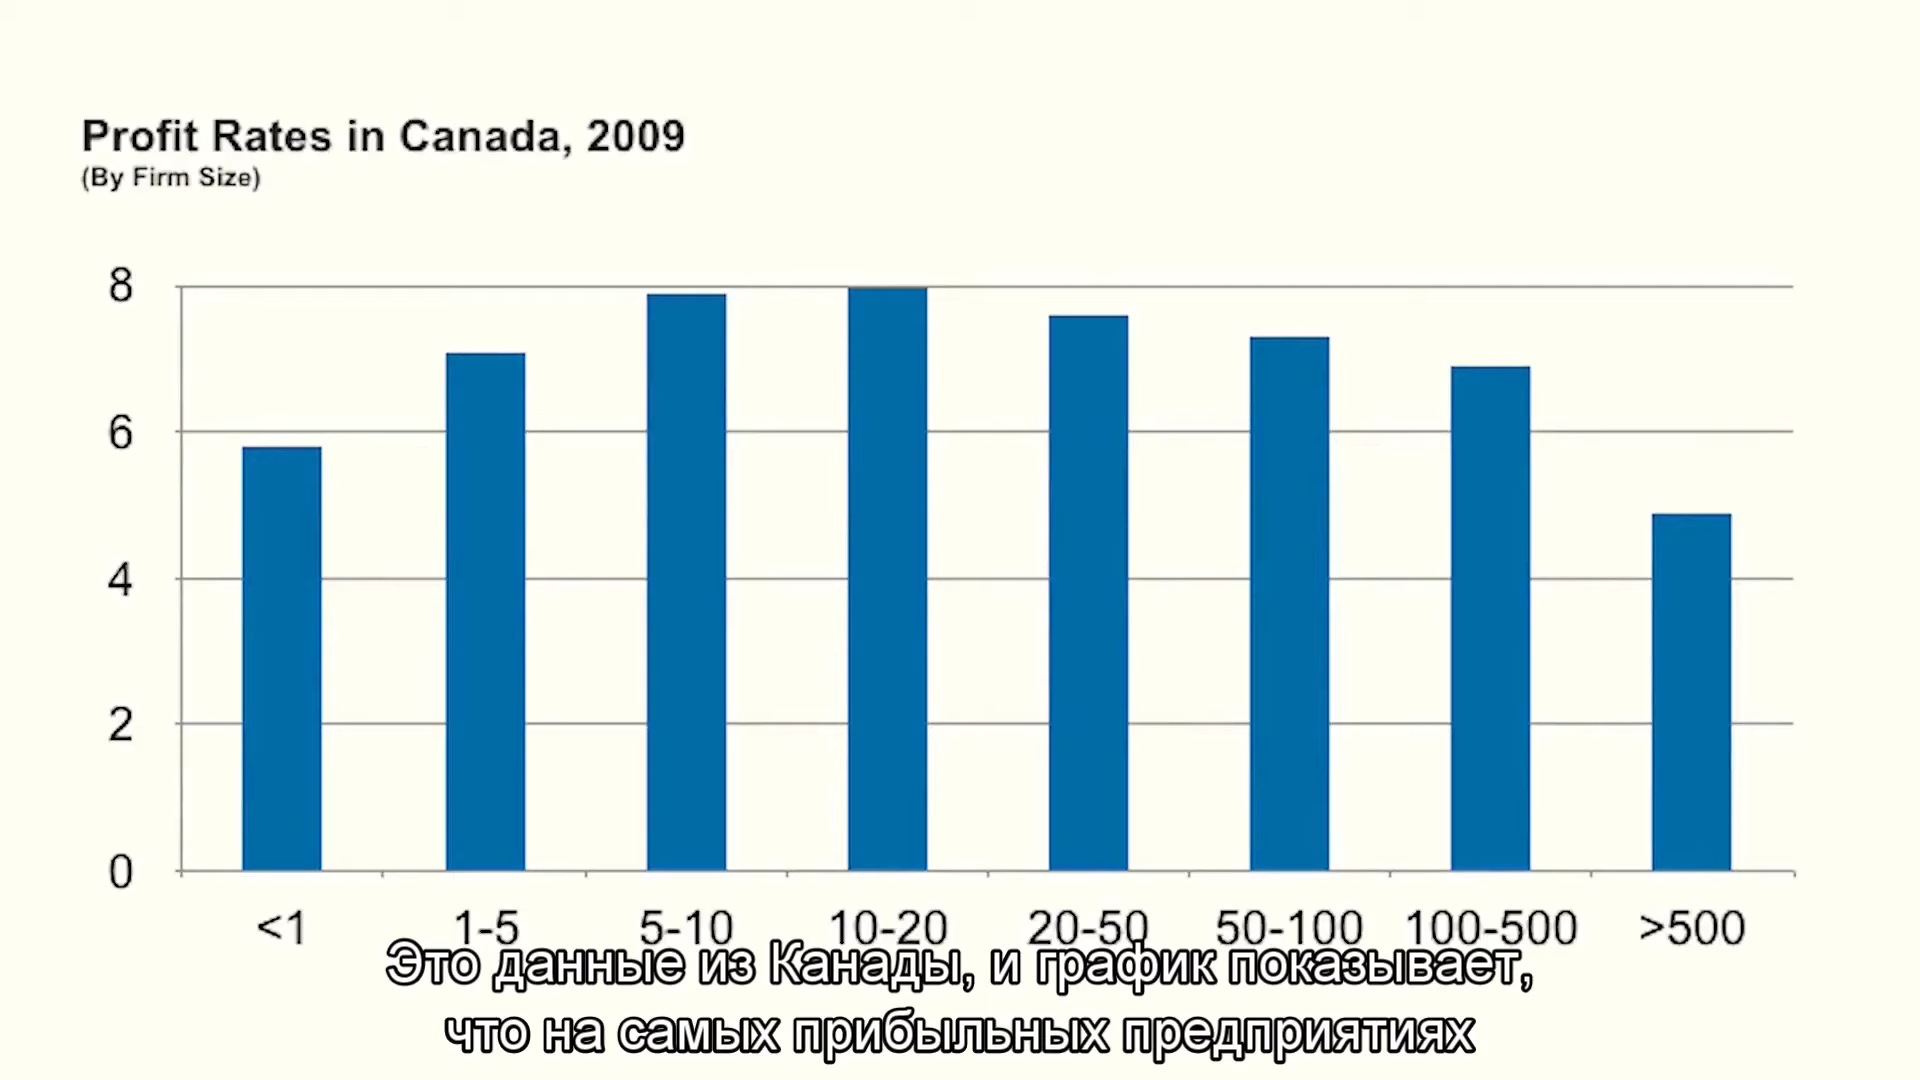 Profit Rates in Canada, 2009
(By Firm Size)
8
6
4
2
0
<1 1-5 5-10 10-20 20-50 50-100 100-500 >500
Это данные из Канады, и график показывает,
что на самых прибыльных предприятиях